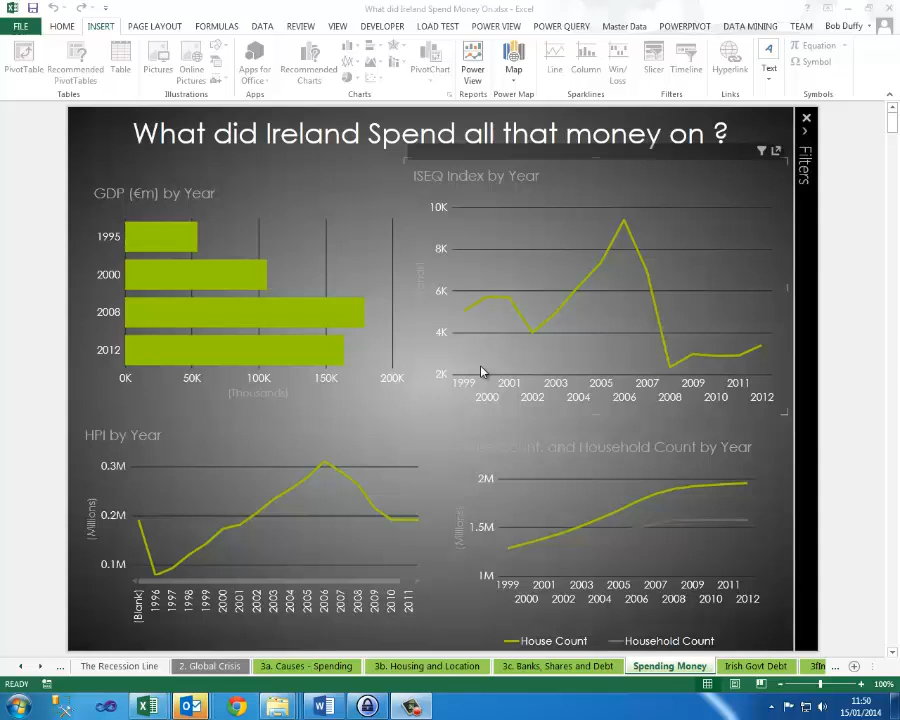 What did Ireland Spend Money On.xlsx - Excel
FILE HOME INSERT PAGE LAYOUT FORMULAS DATA REVIEW VIEW DEVELOPER LOAD TEST POWER VIEW POWER QUERY Master Data POWERPIVOT DATA MINING TEAM Bob Duffy
PivotTable Recommended PivotTables Table Pictures Online Pictures Apps for Office Recommended Charts PivotChart Power View Map Line Column Win/Loss Slicer Timeline Hyperlink Text Equation Symbol
Tables Illustrations Apps Charts Reports Power Map Sparklines Filters Links Symbols
What did Ireland Spend all that money on ?
Filters
GDP (€m) by Year
1995
2000
2008
2012
0K 50K 100K 150K 200K
(Thousands)
ISEQ Index by Year
10K
8K
6K
4K
2K
1999 2001 2003 2005 2007 2009 2011
2000 2002 2004 2006 2008 2010 2012
HPI by Year
0.3M
0.2M
0.1M
(Millions)
(Blank) 1996 1997 1998 1999 2000 2001 2002 2003 2004 2005 2006 2007 2008 2009 2010 2011
Count, and Household Count by Year
2M
1.5M
1M
(Millions)
1999 2001 2003 2005 2007 2009 2011
2000 2002 2004 2006 2008 2010 2012
House Count Household Count
... The Recession Line 2. Global Crisis 3a. Causes - Spending 3b. Housing and Location 3c. Banks, Shares and Debt Spending Money Irish Govt Debt 3fIn ...
READY 100%
11:50
15/01/2014